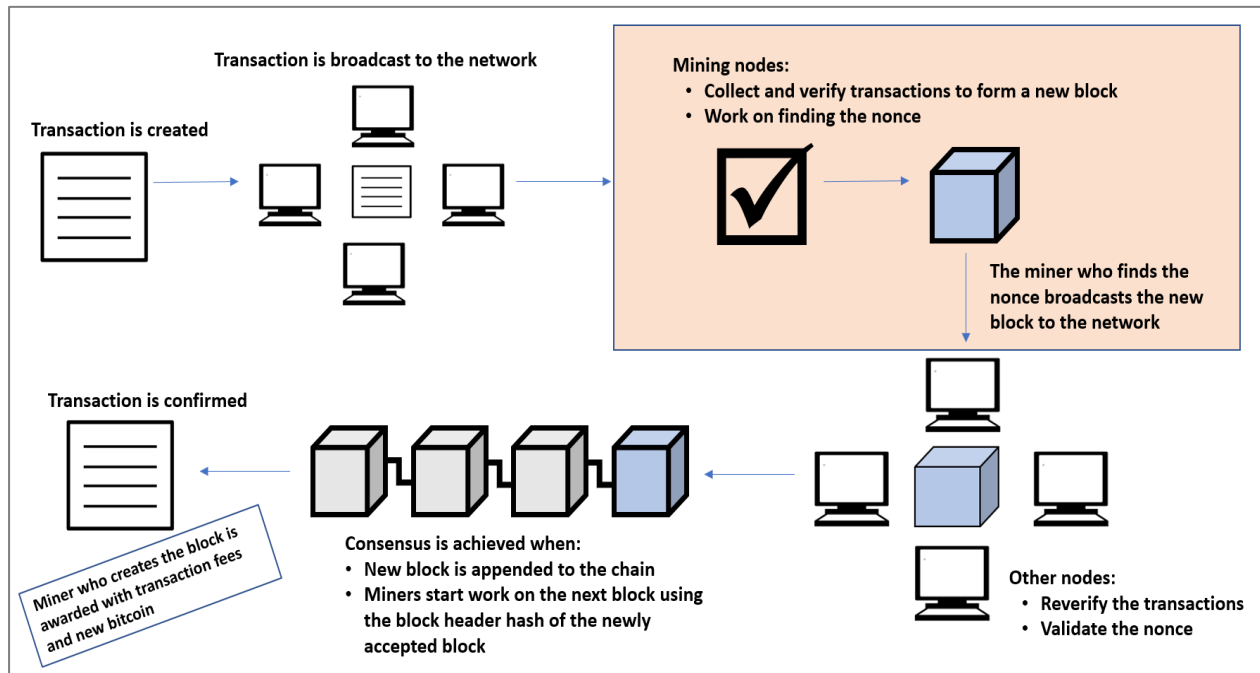 Transaction is broadcast to the network
Transaction is created
Mining nodes:
• Collect and verify transactions to form a new block
• Work on finding the nonce
The miner who finds the
nonce broadcasts the new
block to the network
Other nodes:
• Reverify the transactions
• Validate the nonce
Consensus is achieved when:
• New block is appended to the chain
• Miners start work on the next block using
the block header hash of the newly
accepted block
Transaction is confirmed
Miner who creates the block is
awarded with transaction fees
and new bitcoin